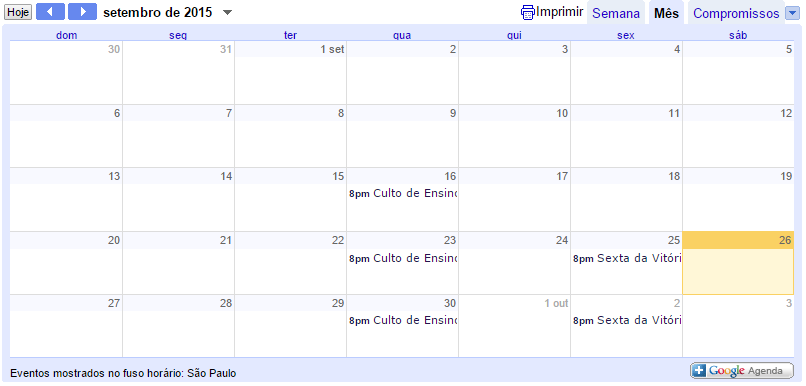 Hoje setembro de 2015 Imprimir Semana Mês Compromissos
dom seg ter qua qui sex sáb
30 31 1 set 2 3 4 5
6 7 8 9 10 11 12
13 14 15 16 17 18 19
8pm Culto de Ensino
20 21 22 23 24 25 26
8pm Culto de Ensino 8pm Sexta da Vitóri
27 28 29 30 1 out 2 3
8pm Culto de Ensino 8pm Sexta da Vitóri
Eventos mostrados no fuso horário: São Paulo Google Agenda